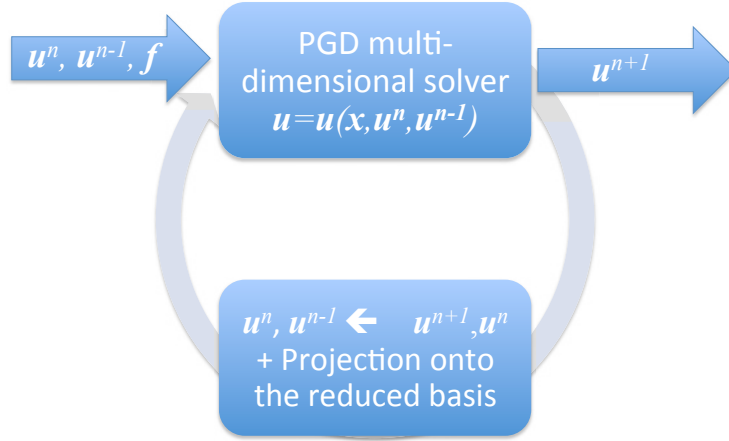 uⁿ, uⁿ⁻¹, f
PGD multi-
dimensional solver
u=u(x,uⁿ,uⁿ⁻¹)
uⁿ⁺¹
uⁿ, uⁿ⁻¹ ← uⁿ⁺¹,uⁿ
+ Projection onto
the reduced basis